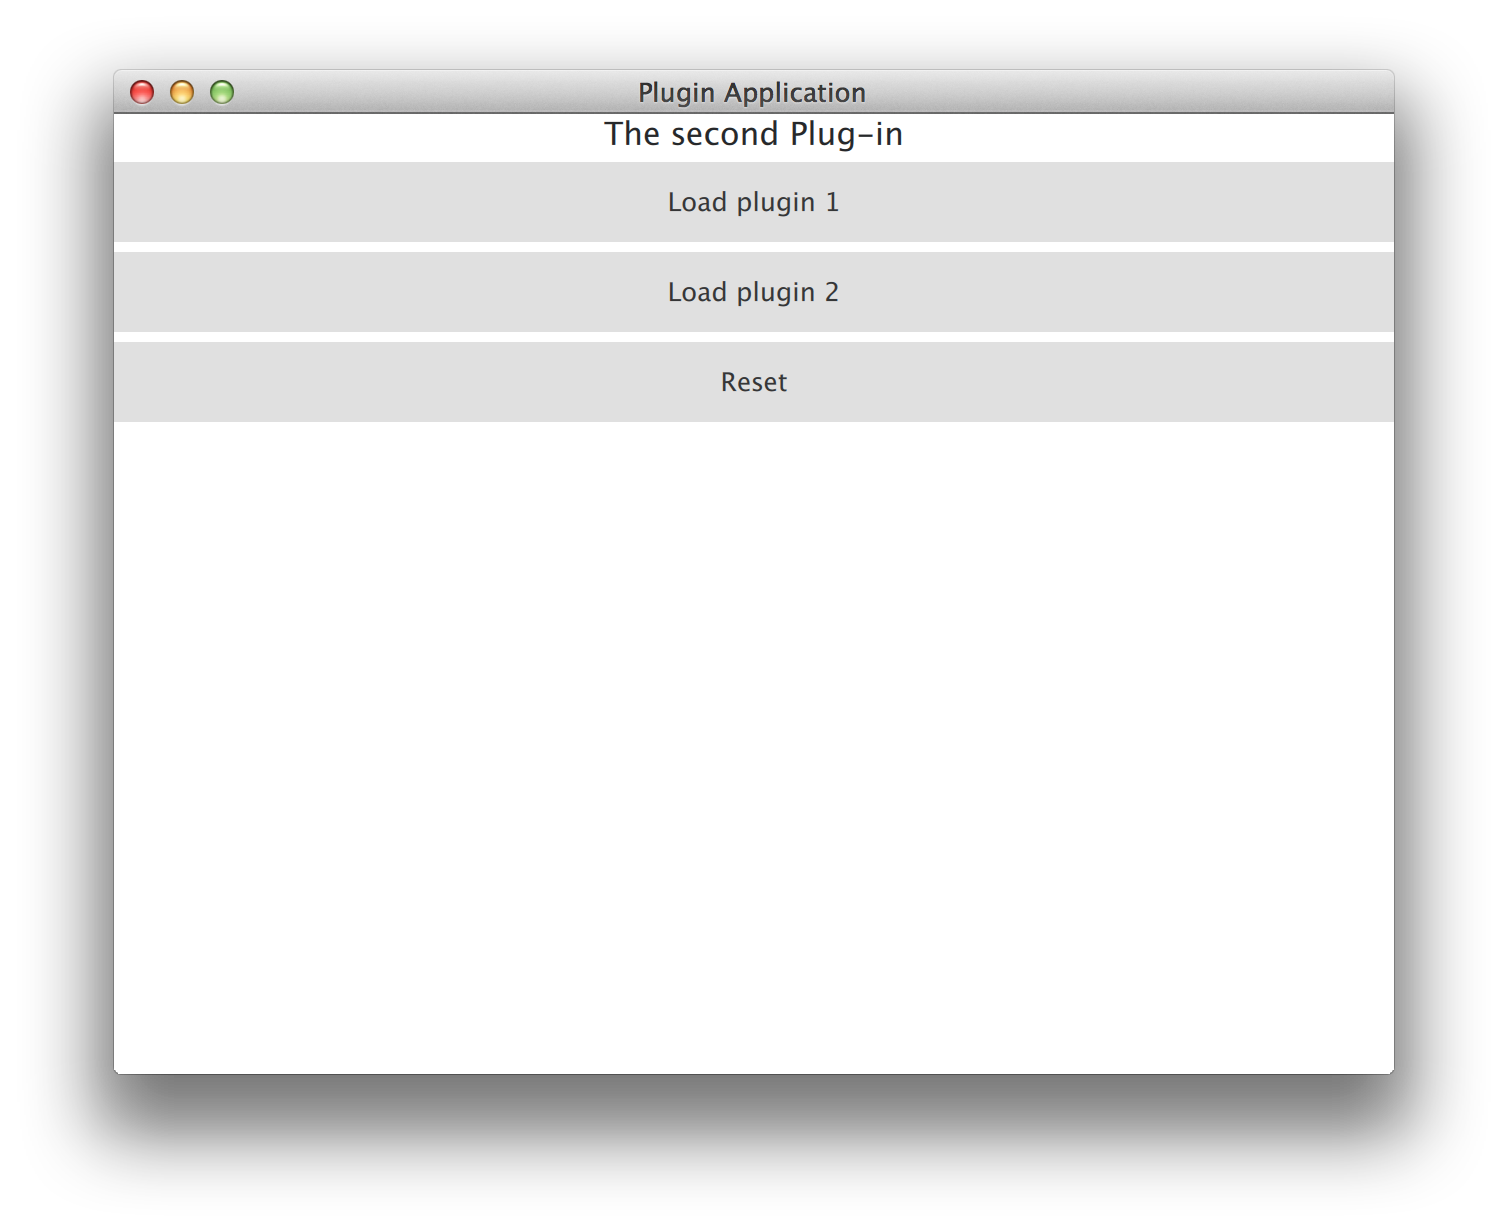 Plugin Application
The second Plug-in
Load plugin 1
Load plugin 2
Reset